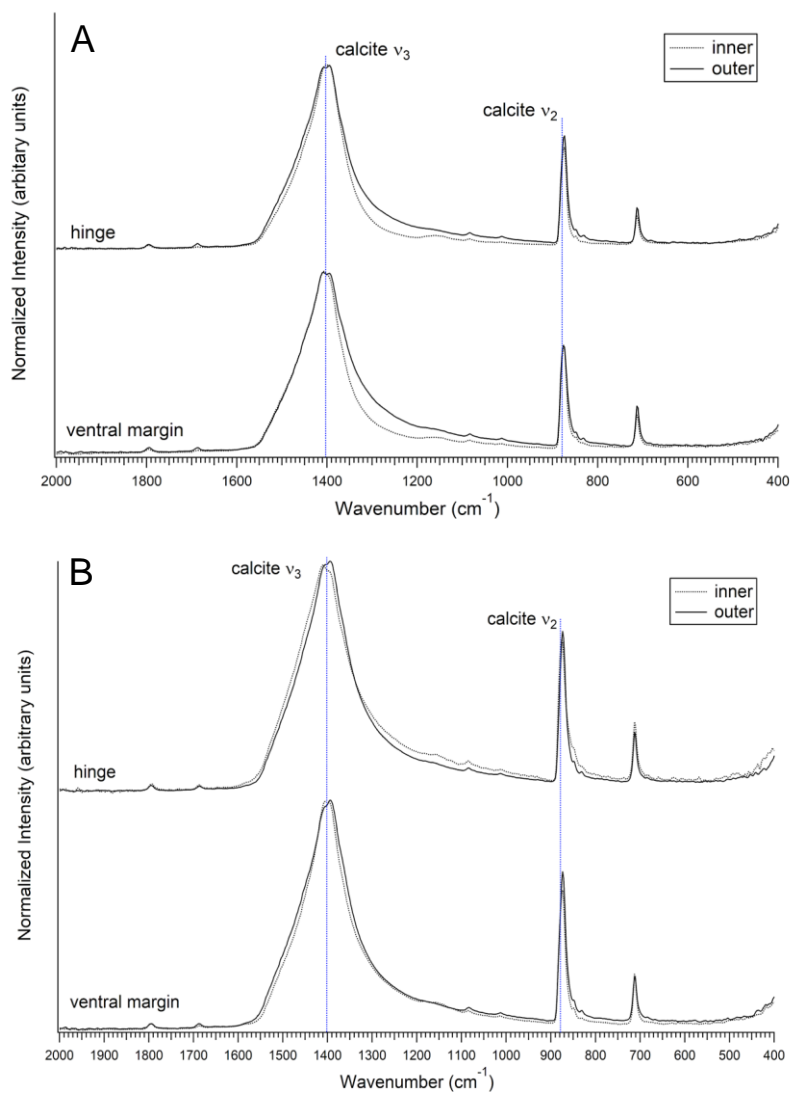 A
calcite ν3
inner
outer
calcite ν2
hinge
ventral margin
Normalized Intensity (arbitary units)
2000 1800 1600 1400 1200 1000 800 600 400
Wavenumber (cm-1)
B
calcite ν3
inner
outer
calcite ν2
hinge
ventral margin
Normalized Intensity (arbitrary units)
2000 1900 1800 1700 1600 1500 1400 1300 1200 1100 1000 900 800 700 600 500 400
Wavenumber (cm-1)